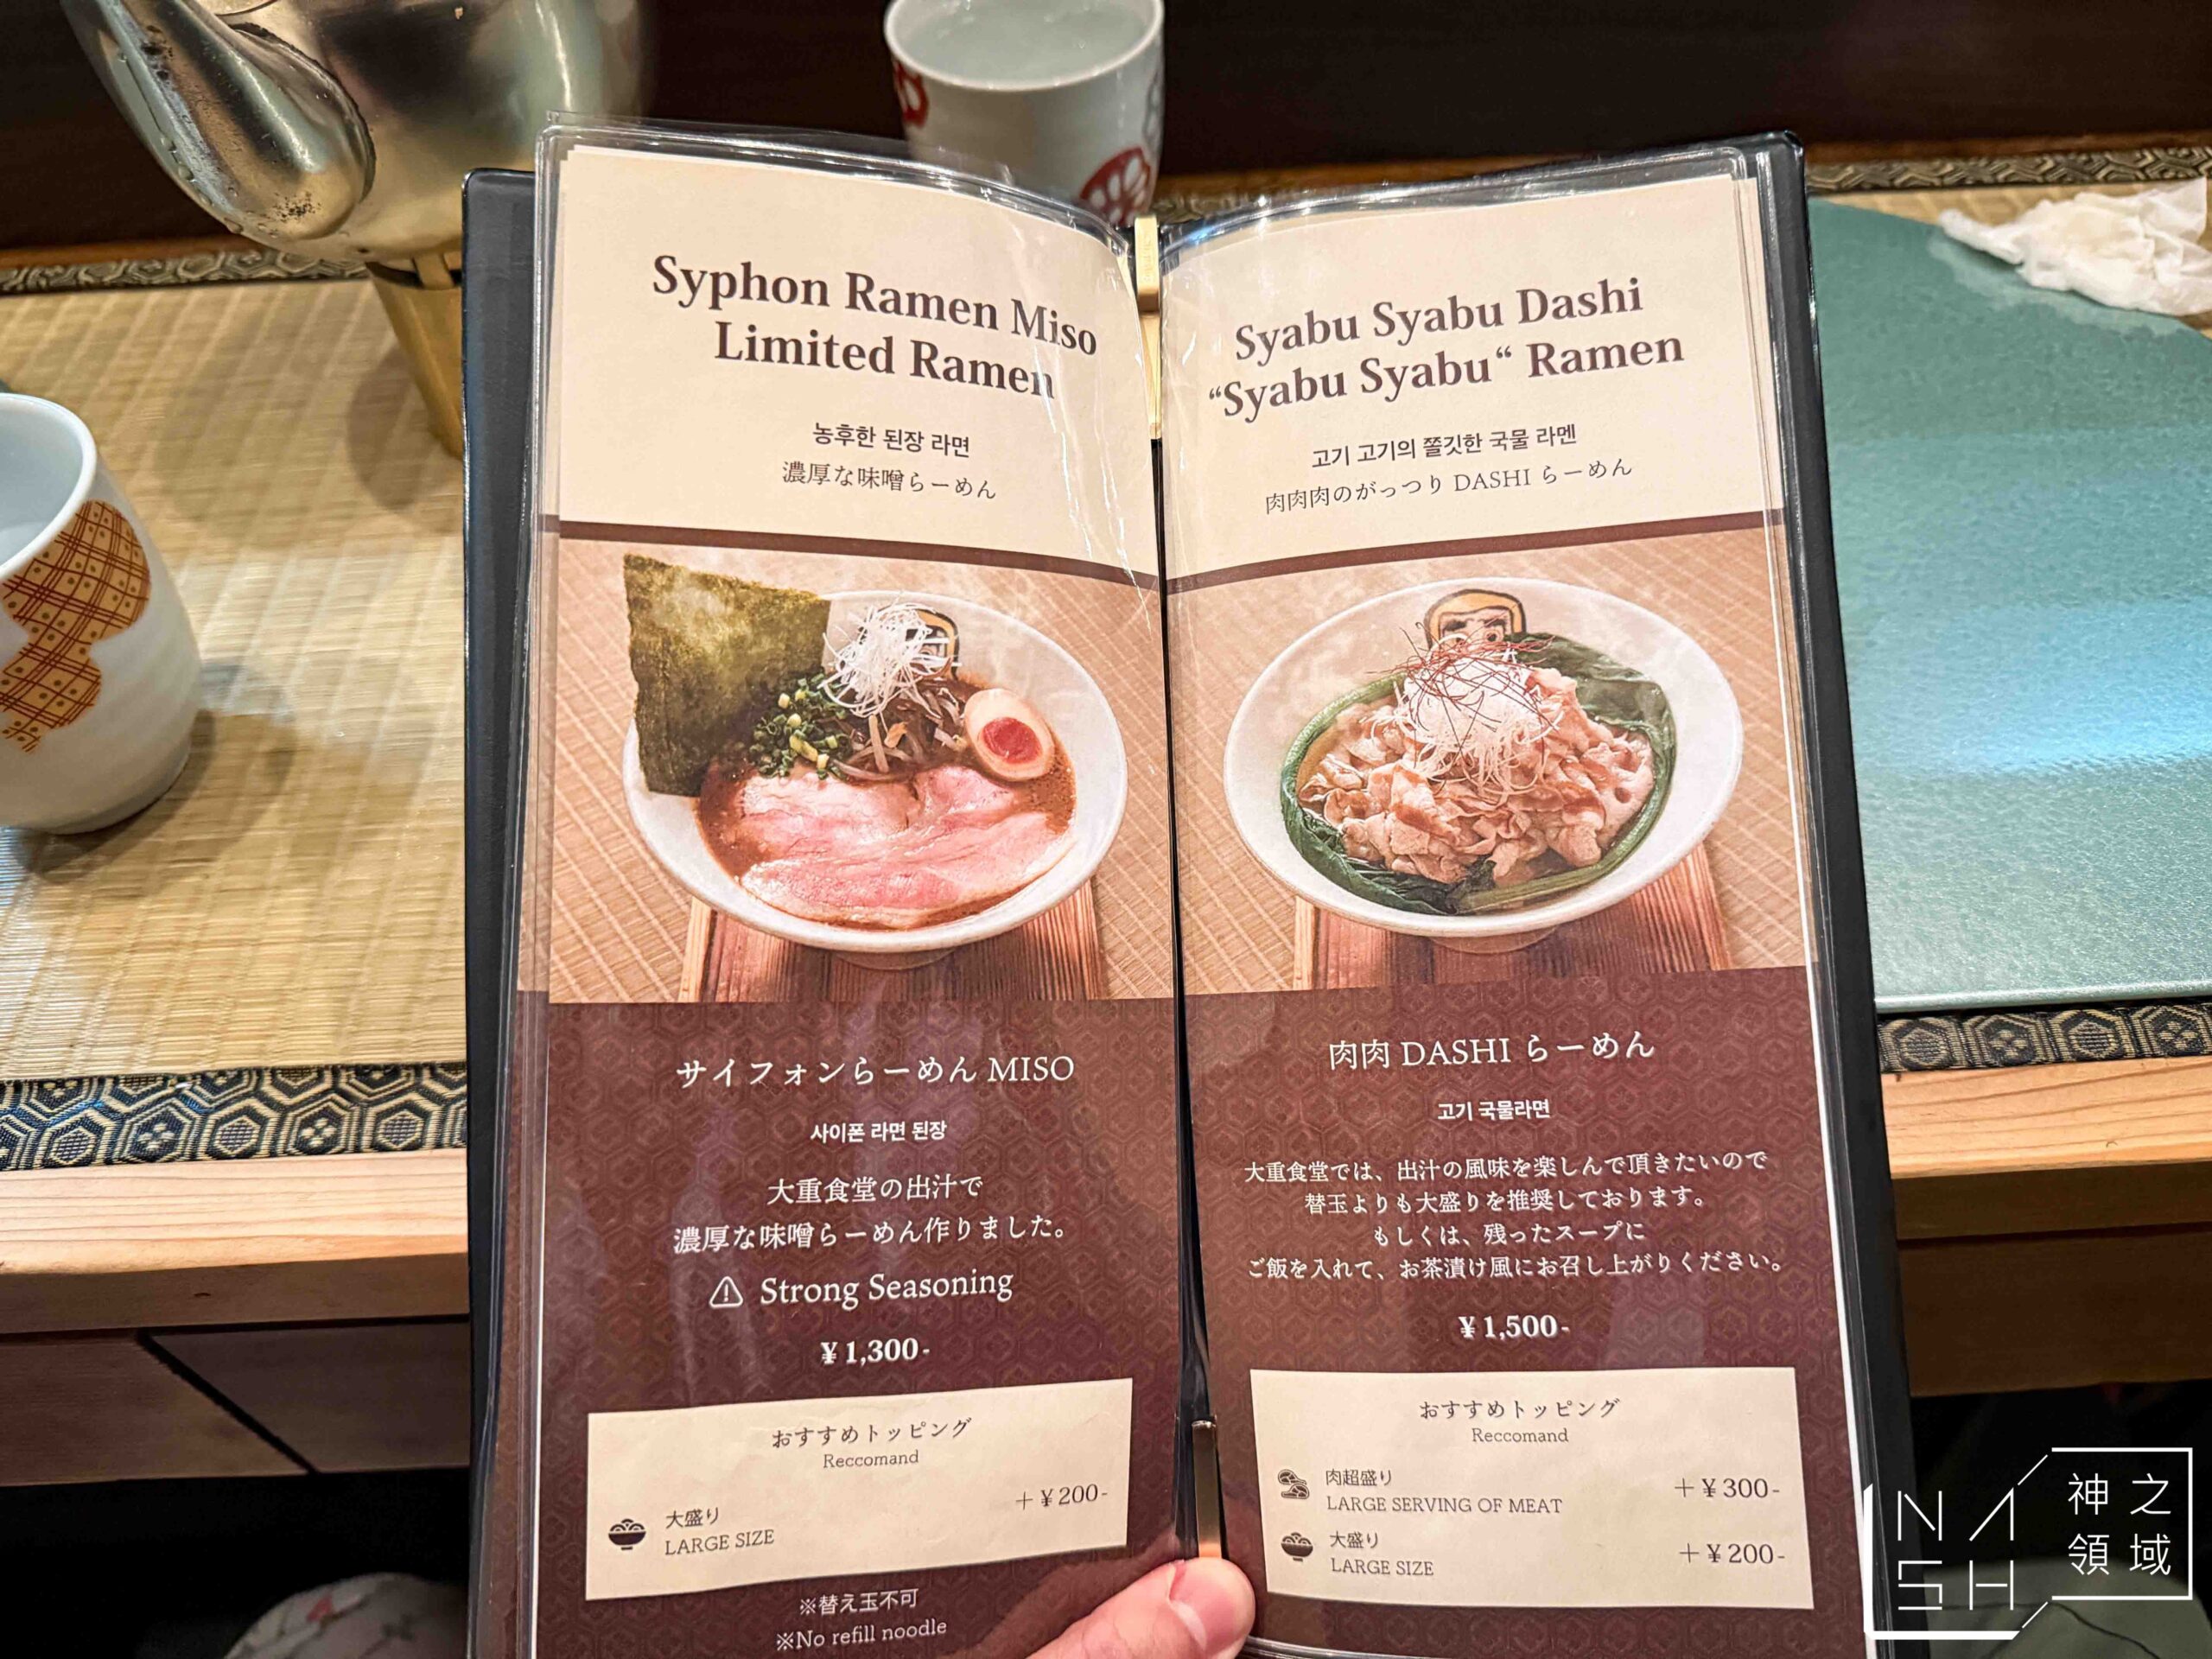 Syphon Ramen Miso
Limited Ramen
농후한 된장 라면
濃厚な味噌らーめん
サイフォンらーめん MISO
사이폰 라면 된장
大重食堂の出汁で
濃厚な味噌らーめん作りました。
Strong Seasoning
¥1,300-
おすすめトッピング
Reccomand
大盛り
LARGE SIZE
＋¥200-
※替え玉不可
※No refill noodle
Syabu Syabu Dashi
“Syabu Syabu“ Ramen
고기 고기의 쫄깃한 국물 라멘
肉肉肉のがっつり DASHI らーめん
肉肉 DASHI らーめん
고기 국물라면
大重食堂では、出汁の風味を楽しんで頂きたいので
替玉よりも大盛りを推奨しております。
もしくは、残ったスープに
ご飯を入れて、お茶漬け風にお召し上がりください。
¥1,500-
おすすめトッピング
Reccomand
肉超盛り
LARGE SERVING OF MEAT
＋¥300-
大盛り
LARGE SIZE
＋¥200-
NASH
神之領域